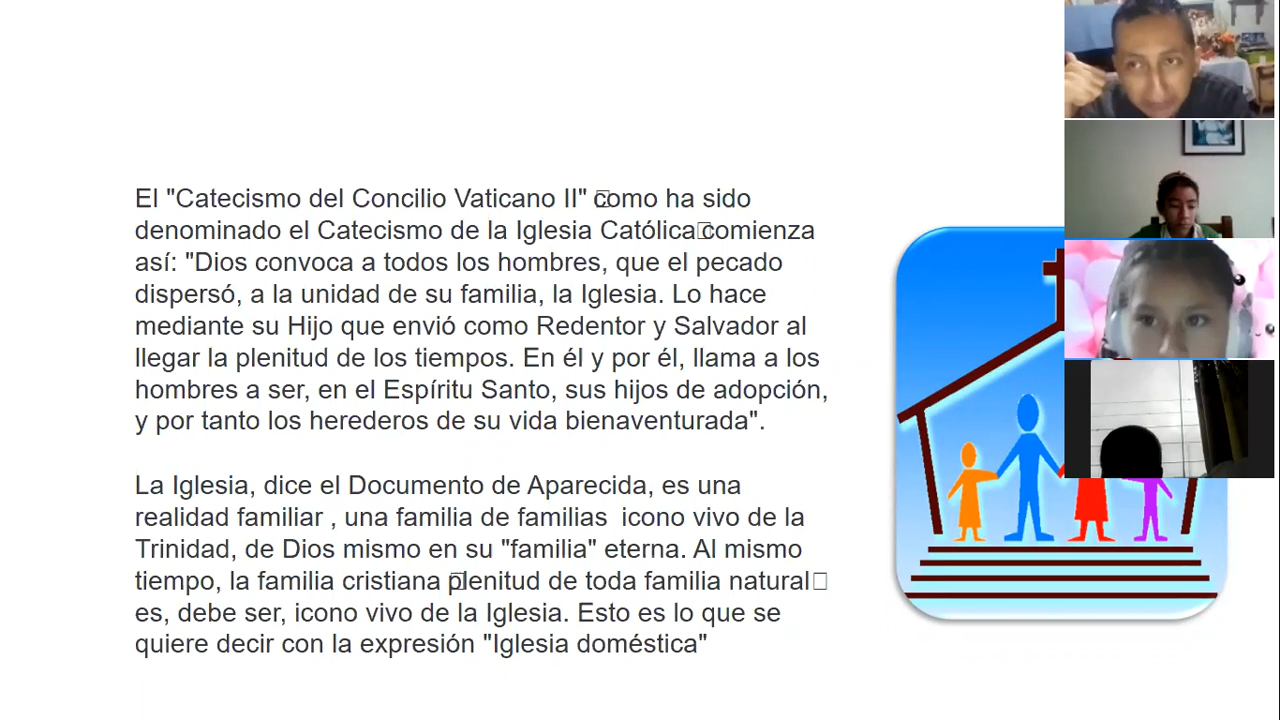 El "Catecismo del Concilio Vaticano II" como ha sido
denominado el Catecismo de la Iglesia Católica comienza
así: "Dios convoca a todos los hombres, que el pecado
dispersó, a la unidad de su familia, la Iglesia. Lo hace
mediante su Hijo que envió como Redentor y Salvador al
llegar la plenitud de los tiempos. En él y por él, llama a los
hombres a ser, en el Espíritu Santo, sus hijos de adopción,
y por tanto los herederos de su vida bienaventurada".
La Iglesia, dice el Documento de Aparecida, es una
realidad familiar , una familia de familias icono vivo de la
Trinidad, de Dios mismo en su "familia" eterna. Al mismo
tiempo, la familia cristiana plenitud de toda familia natural
es, debe ser, icono vivo de la Iglesia. Esto es lo que se
quiere decir con la expresión "Iglesia doméstica"